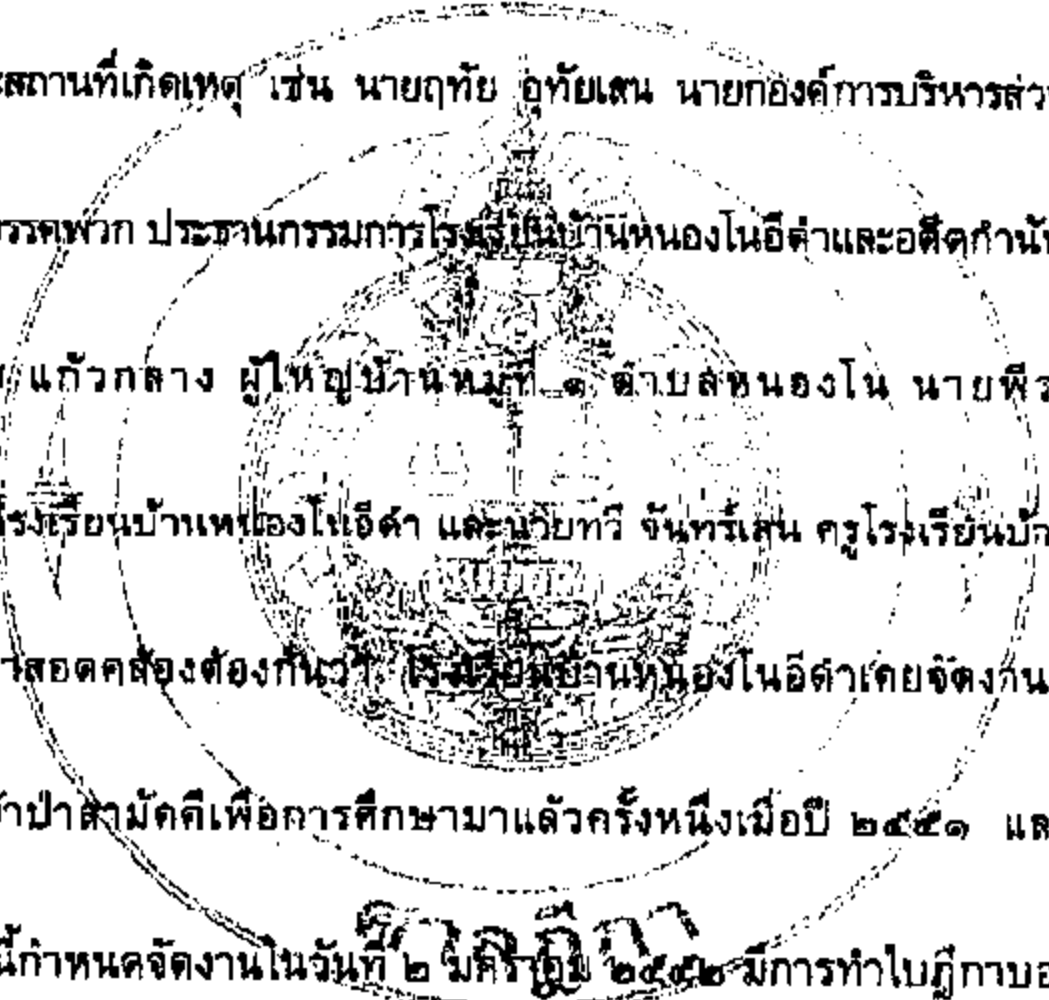 ะสถานที่เกิดเหตุ เช่น นายฤทัย อุทัยเสน นายกองค์การบริหารส่ว
วรรคพวก ประธานกรรมการโรงเรียนบ้านหนองโนอีดำและอดีตกำนัน
แก้วกลาง ผู้ใหญ่บ้านหมู่ที่ ๑ ตำบลหนองโน นายพีร
โรงเรียนบ้านหนองโนอีดำ และนายทวี จันทร์เสน ครูโรงเรียนบ้า
าสอดคล้องต้องกันว่า โรงเรียนบ้านหนองโนอีดำเคยจัดงาน
ผ้าป่าสามัคคีเพื่อการศึกษามาแล้วครั้งหนึ่งเมื่อปี ๒๕๕๑ แล
นี้กำหนดจัดงานในวันที่ ๒ มกราคม ๒๕๕๒ มีการทำใบฎีกาบอ